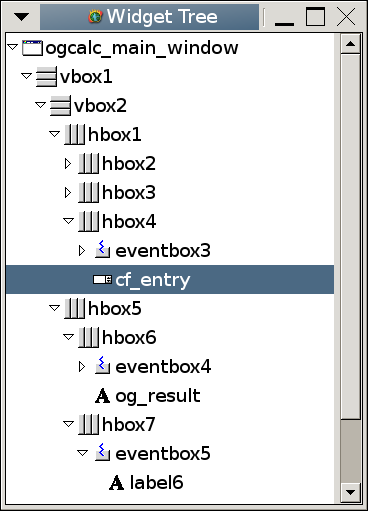 Widget Tree
ogcalc_main_window
vbox1
vbox2
hbox1
hbox2
hbox3
hbox4
eventbox3
cf_entry
hbox5
hbox6
eventbox4
og_result
hbox7
eventbox5
label6